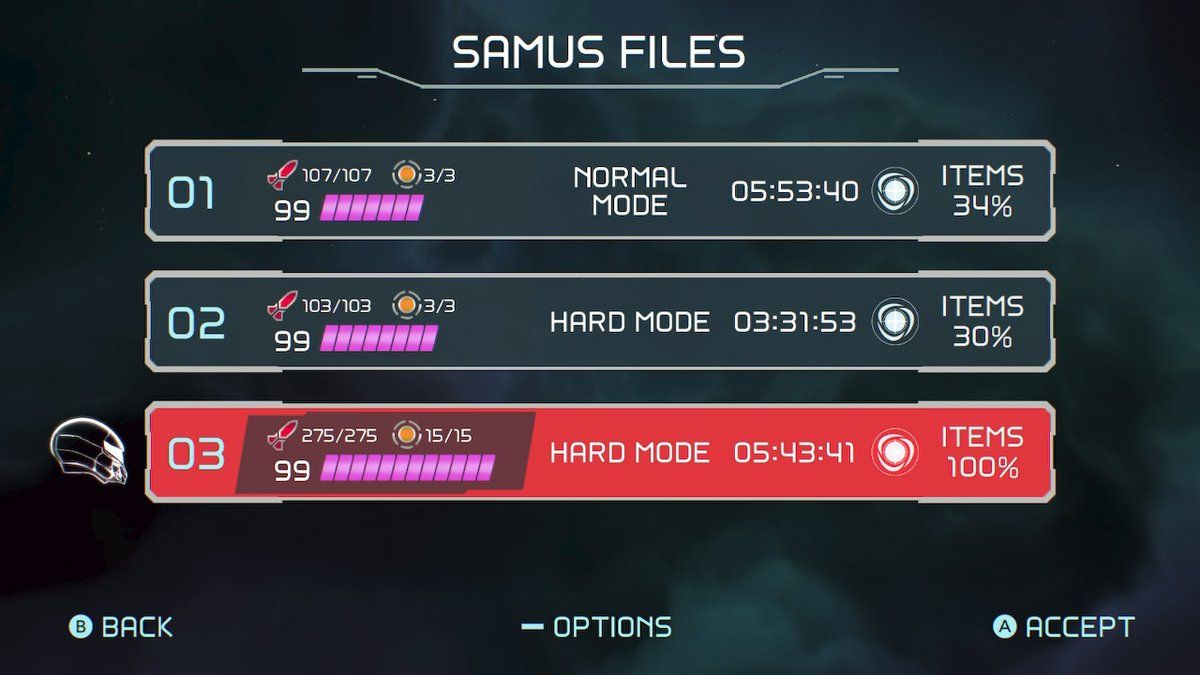 SAMUS FILES
01
107/107 3/3
99
NORMAL
MODE
05:53:40
ITEMS
34%
02
103/103 3/3
99
HARD MODE
03:31:53
ITEMS
30%
03
275/275 15/15
99
HARD MODE
05:43:41
ITEMS
100%
B BACK
OPTIONS
A ACCEPT